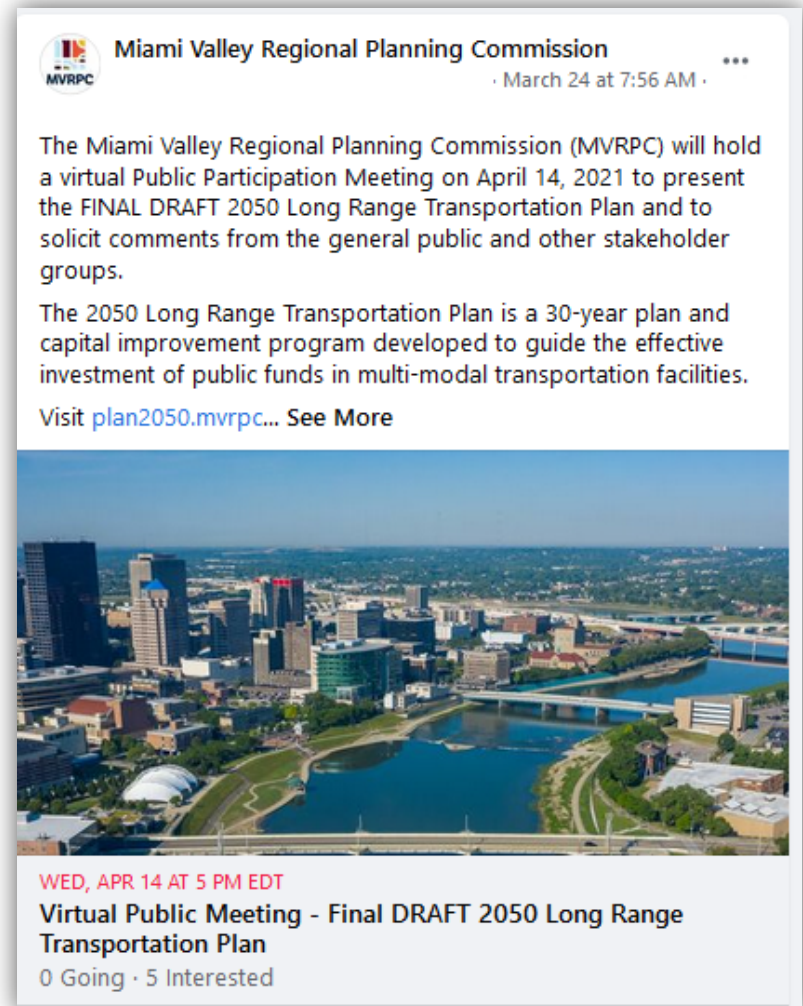 Miami Valley Regional Planning Commission
· March 24 at 7:56 AM ·
MVRPC
The Miami Valley Regional Planning Commission (MVRPC) will hold
a virtual Public Participation Meeting on April 14, 2021 to present
the FINAL DRAFT 2050 Long Range Transportation Plan and to
solicit comments from the general public and other stakeholder
groups.
The 2050 Long Range Transportation Plan is a 30-year plan and
capital improvement program developed to guide the effective
investment of public funds in multi-modal transportation facilities.
Visit plan2050.mvrpc... See More
WED, APR 14 AT 5 PM EDT
Virtual Public Meeting - Final DRAFT 2050 Long Range
Transportation Plan
0 Going · 5 Interested